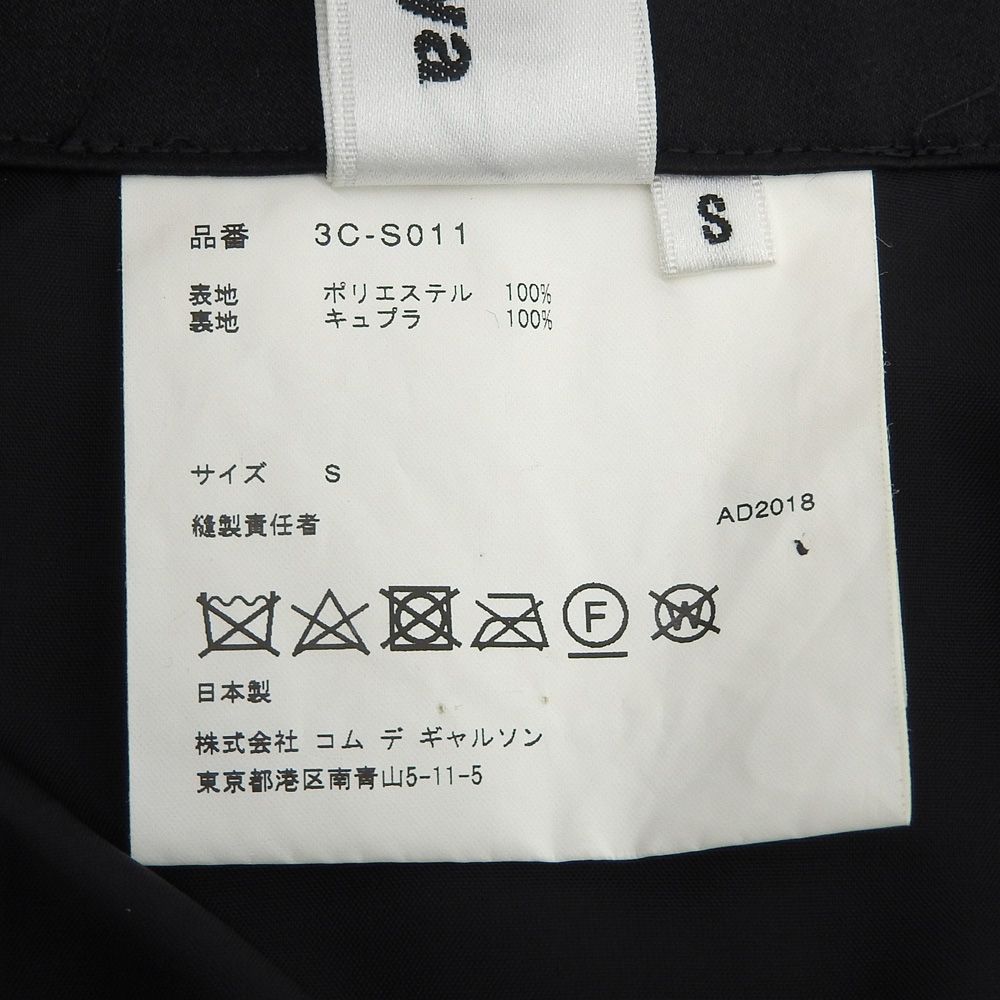 ya
S
品番 3C-S011
表地 ポリエステル 100%
裏地 キュプラ 100%
サイズ S
縫製責任者
AD2018
F
W
日本製
株式会社 コム デ ギャルソン
東京都港区南青山5-11-5